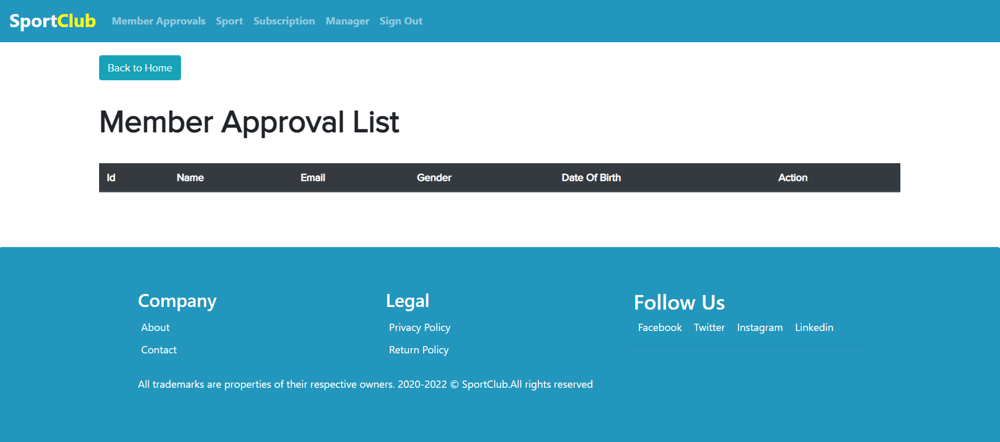 SportClub Member Approvals Sport Subscription Manager Sign Out
Back to Home
Member Approval List
Id Name Email Gender Date Of Birth Action
Company Legal Follow Us
About Privacy Policy Facebook Twitter Instagram Linkedin
Contact Return Policy
All trademarks are properties of their respective owners. 2020-2022 © SportClub.All rights reserved